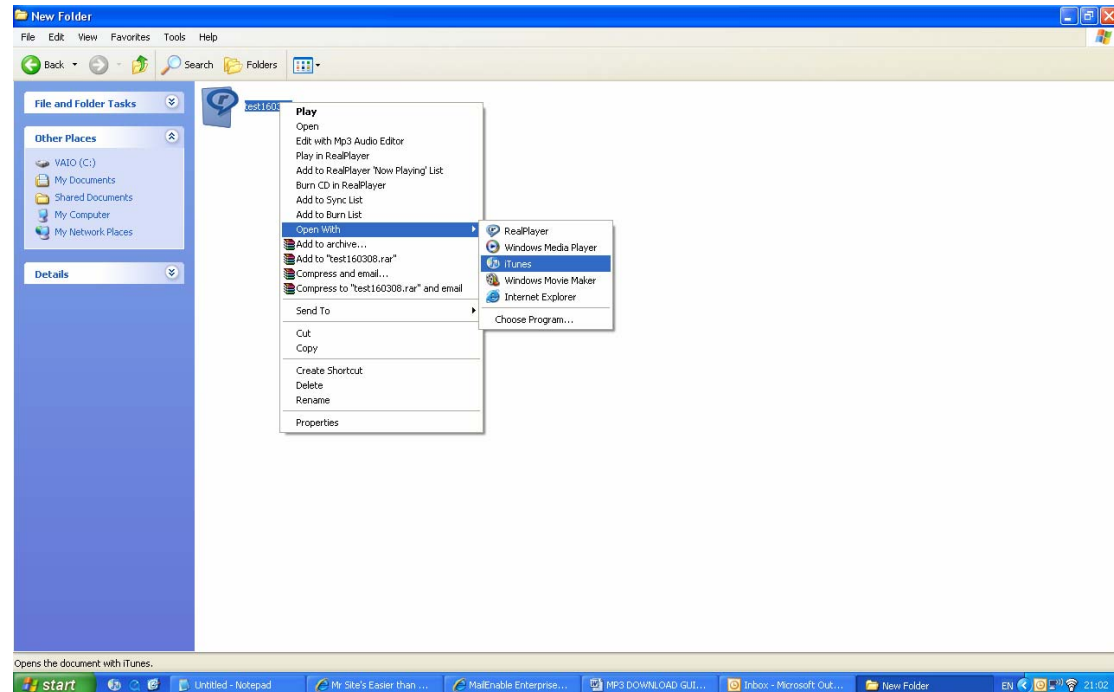 New Folder
File Edit View Favorites Tools Help
Back Search Folders
File and Folder Tasks
Other Places
VAIO (C:)
My Documents
Shared Documents
My Computer
My Network Places
Details
test1603
Play
Open
Edit with Mp3 Audio Editor
Play in RealPlayer
Add to RealPlayer 'Now Playing' List
Burn CD in RealPlayer
Add to Sync List
Add to Burn List
Open With
Add to archive...
Add to "test160308.rar"
Compress and email...
Compress to "test160308.rar" and email
Send To
Cut
Copy
Create Shortcut
Delete
Rename
Properties
RealPlayer
Windows Media Player
iTunes
Windows Movie Maker
Internet Explorer
Choose Program...
Opens the document with iTunes.
start Untitled - Notepad Mr Site's Easier than ... MailEnable Enterprise... MP3 DOWNLOAD GUI... Inbox - Microsoft Out... New Folder EN 21:02